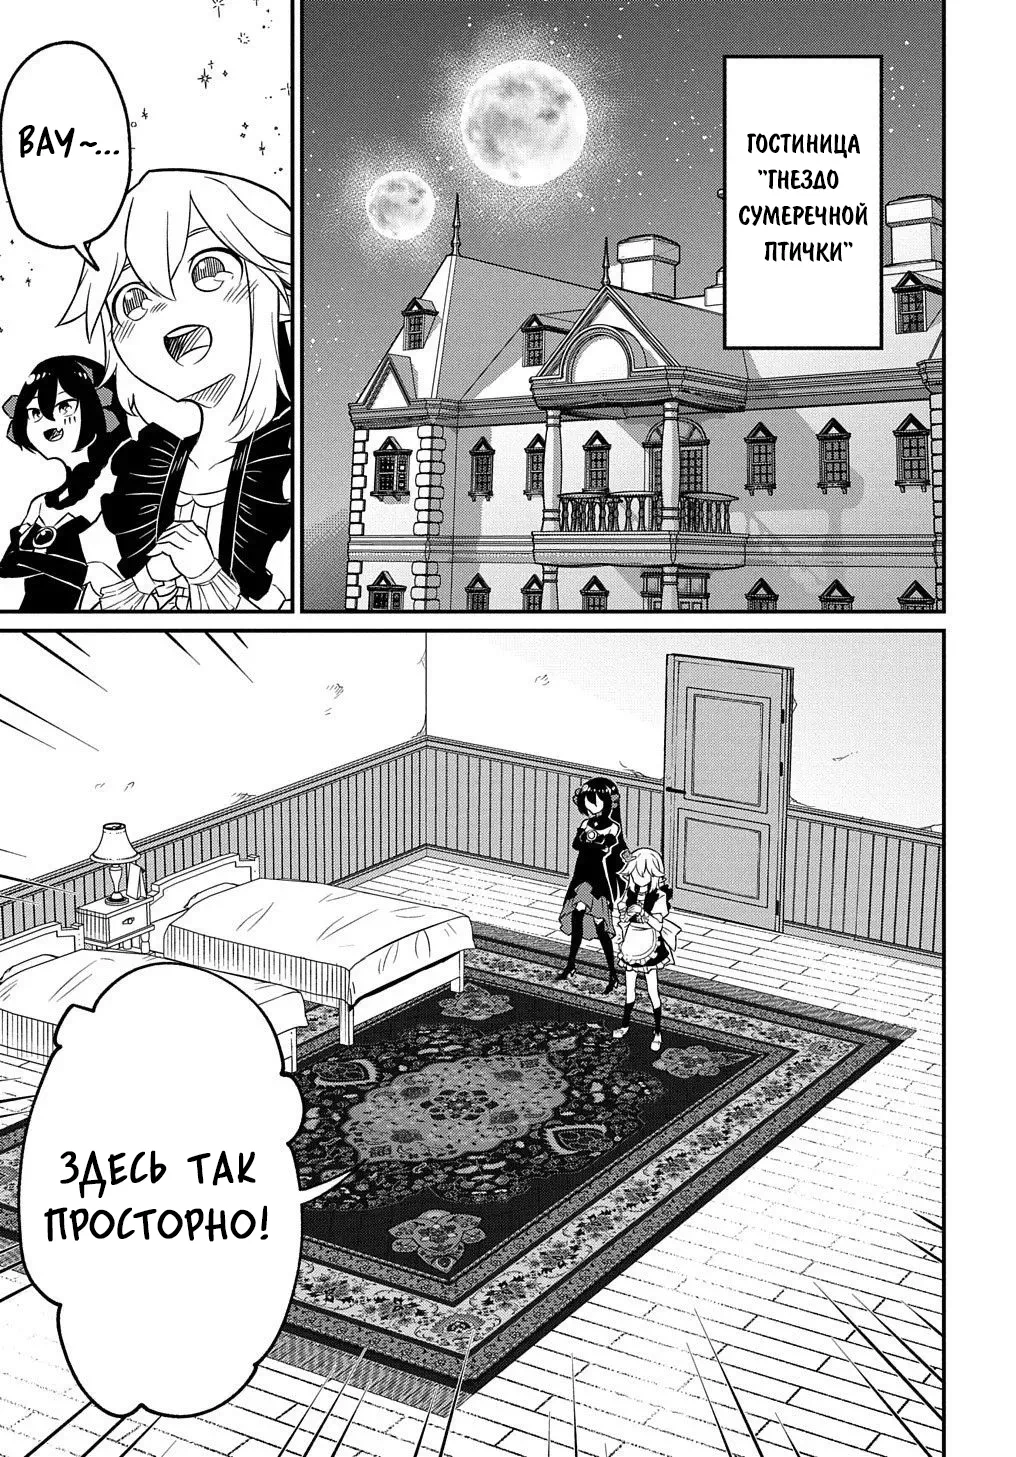 ГОСТИНИЦА
"ГНЕЗДО
СУМЕРЕЧНОЙ
ПТИЧКИ"
ВАУ~...
ЗДЕСЬ ТАК
ПРОСТОРНО!